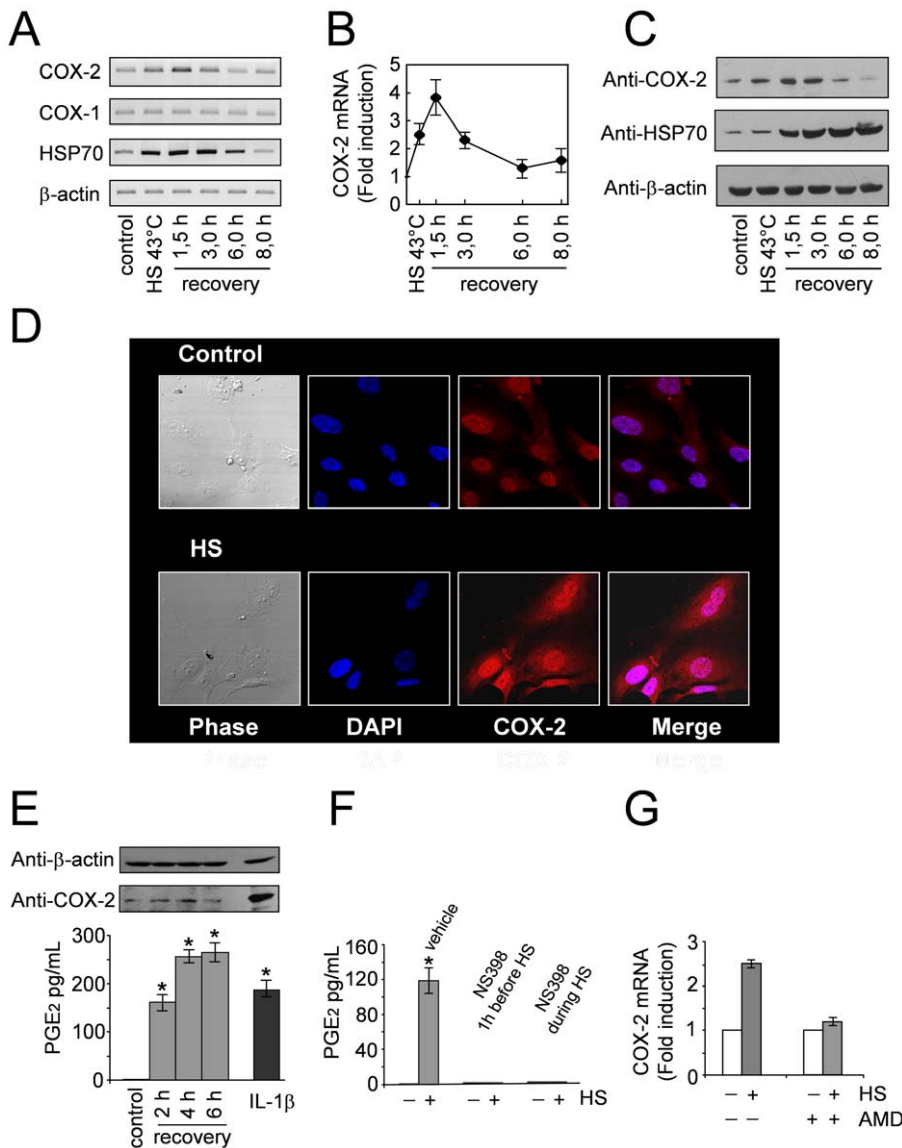 A
COX-2
COX-1
HSP70
β-actin
control
HS 43°C
1,5 h
3,0 h
6,0 h
8,0 h
recovery
B
COX-2 mRNA
(Fold induction)
5
4
3
2
1
0
HS 43°C
1,5 h
3,0 h
6,0 h
8,0 h
recovery
C
Anti-COX-2
Anti-HSP70
Anti-β-actin
control
HS 43°C
1,5 h
3,0 h
6,0 h
8,0 h
recovery
D
Control
HS
Phase DAPI COX-2 Merge
E
Anti-β-actin
Anti-COX-2
PGE2 pg/mL
300
200
100
0
* * * *
control
2 h
4 h
6 h
recovery
IL-1β
F
PGE2 pg/mL
160
120
80
40
0
*
vehicle
NS398
1h before HS
NS398
during HS
– + – + – + HS
G
COX-2 mRNA
(Fold induction)
3
2
1
0
– + – + HS
– – + + AMD